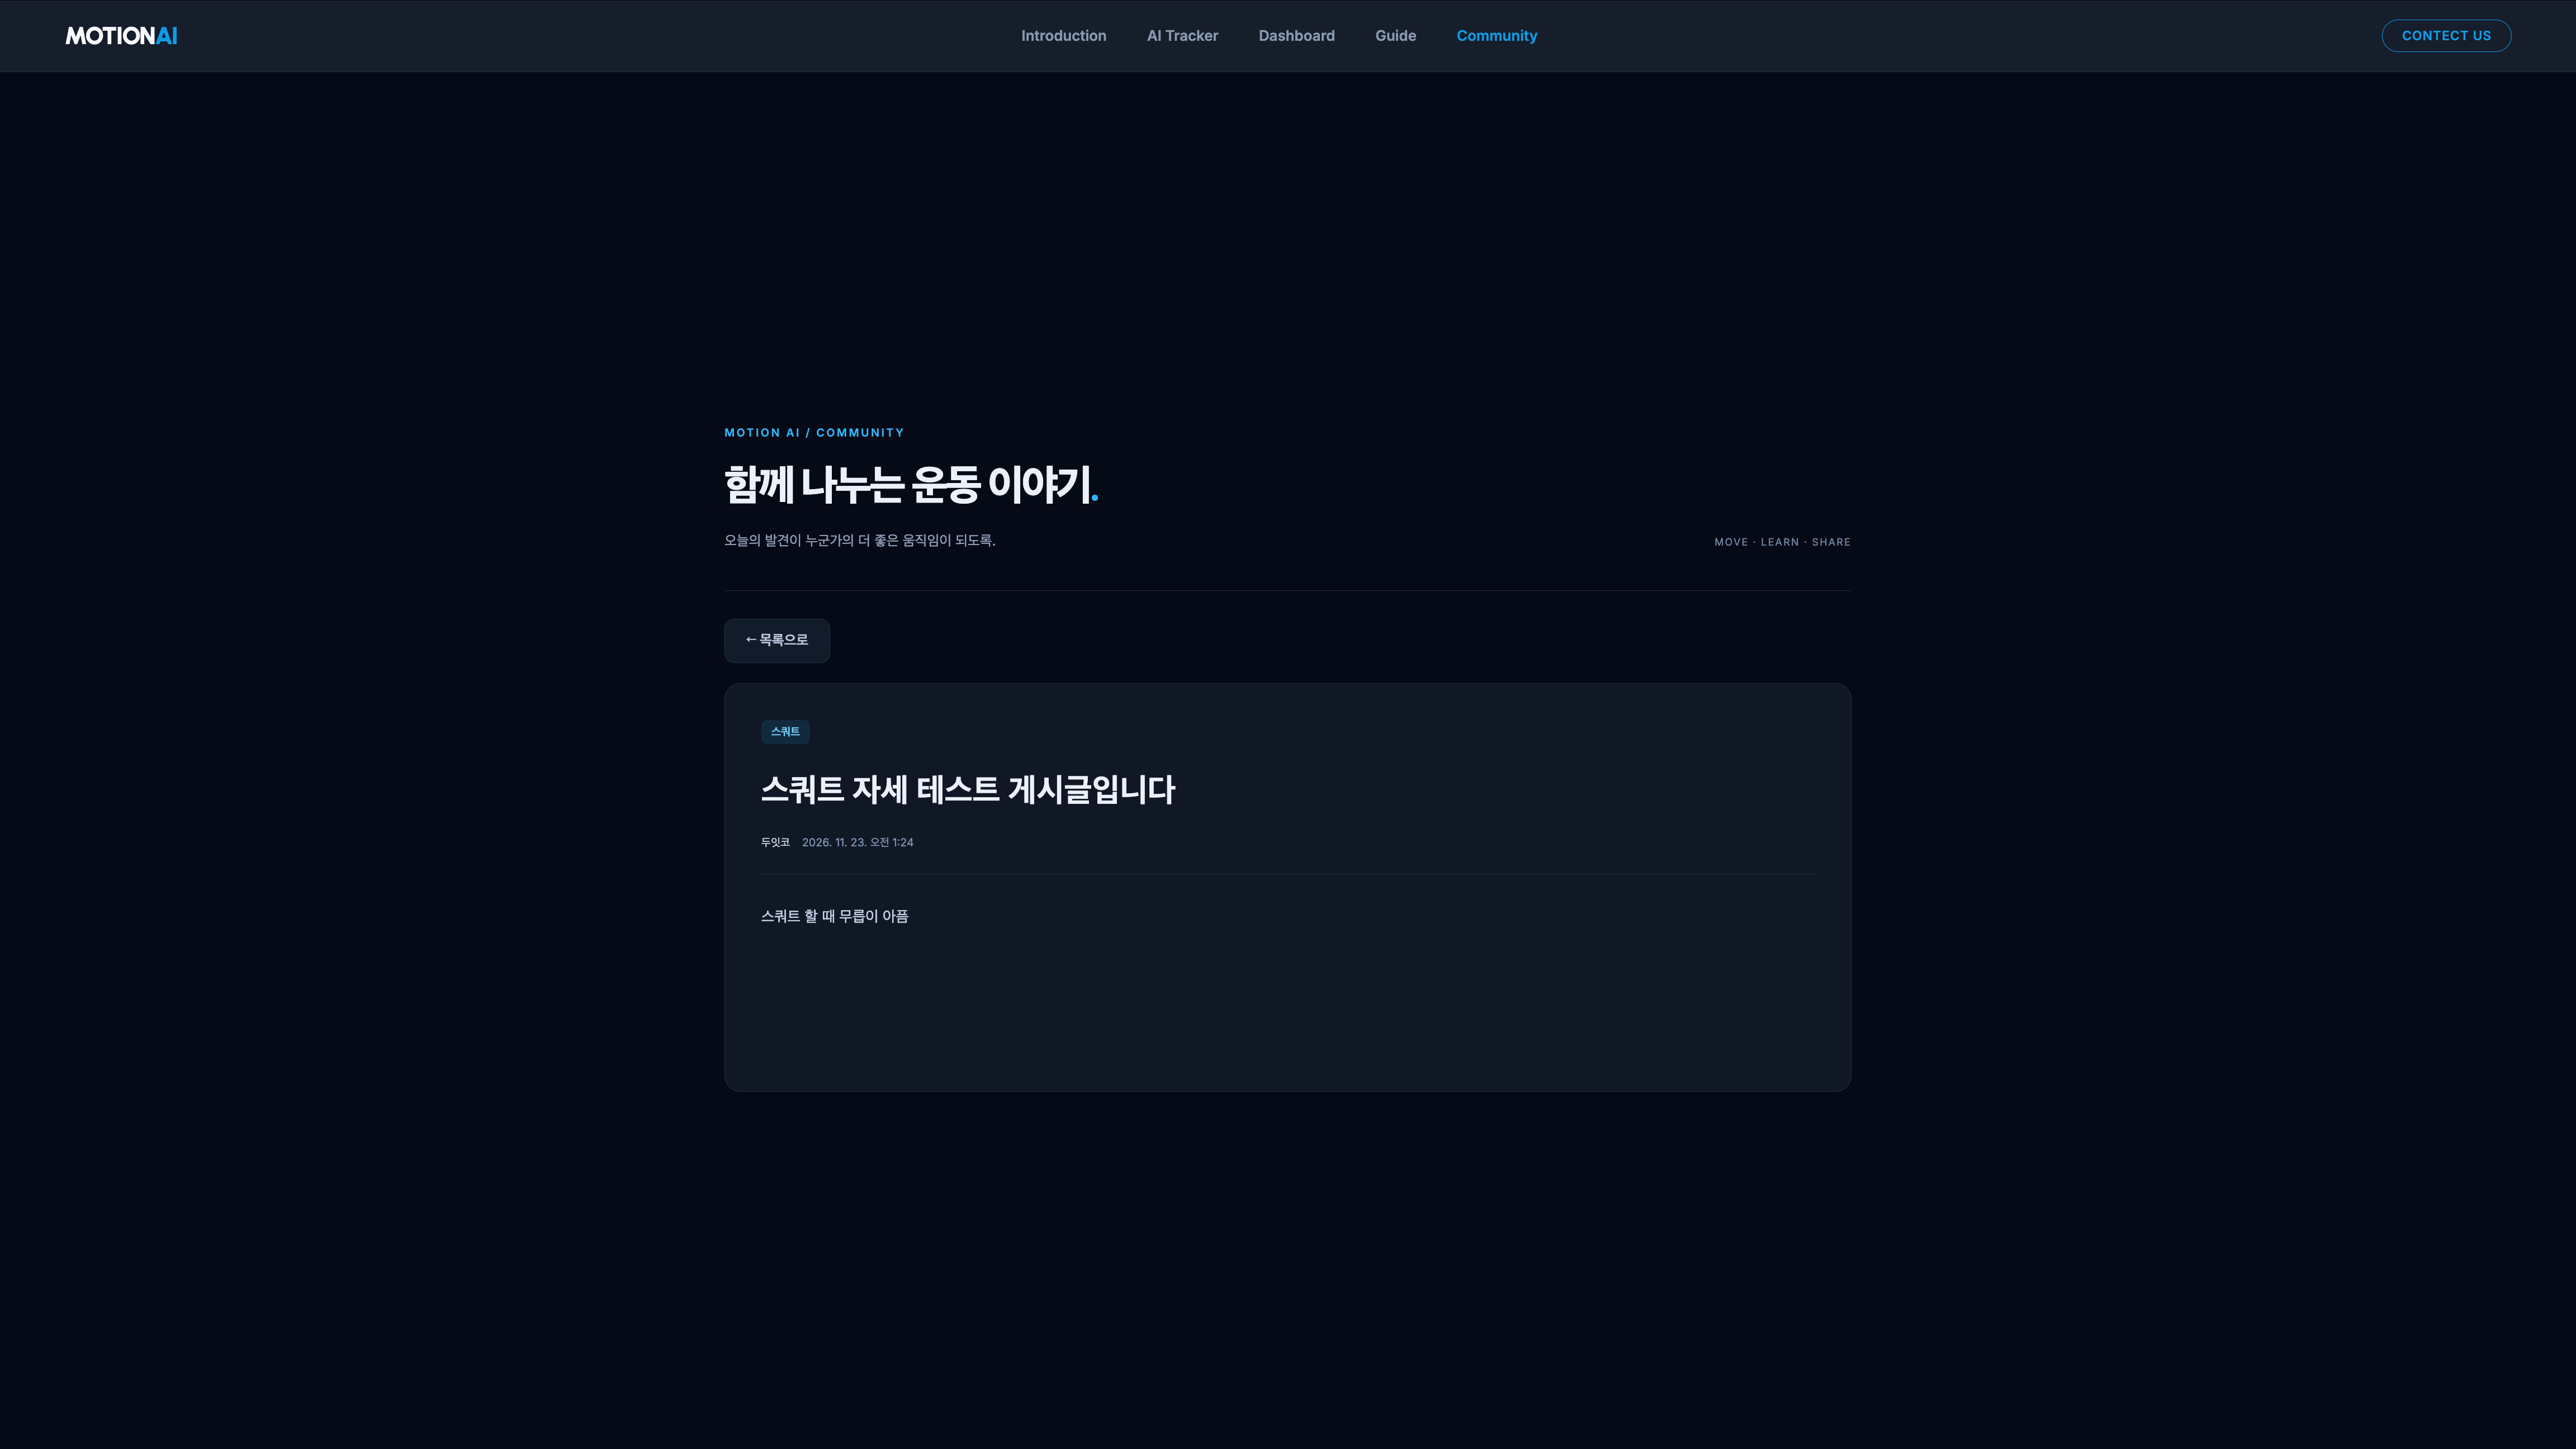 MOTIONAI
Introduction AI Tracker Dashboard Guide Community
CONTECT US
MOTION AI / COMMUNITY
함께 나누는 운동 이야기.
오늘의 발견이 누군가의 더 좋은 움직임이 되도록.
MOVE · LEARN · SHARE
← 목록으로
스쿼트
스쿼트 자세 테스트 게시글입니다
두잇코 2026. 11. 23. 오전 1:24
스쿼트 할 때 무릅이 아픔